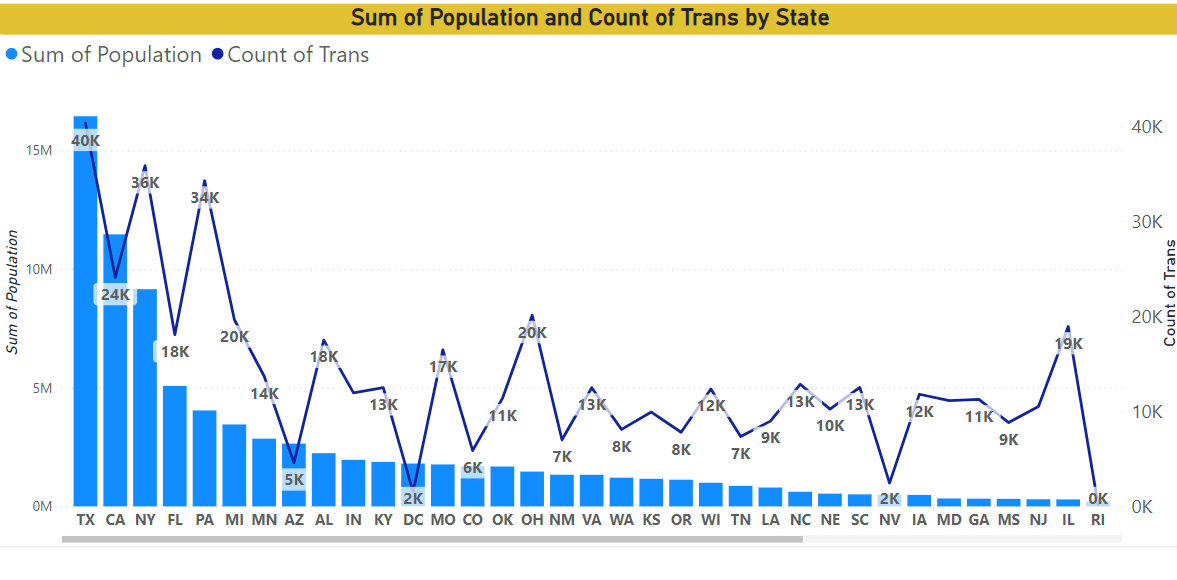 Sum of Population and Count of Trans by State
Sum of Population Count of Trans
15M
10M
5M
0M
Sum of Population
40K
30K
20K
10K
0K
Count of Trans
40K
24K
36K
18K
34K
20K
14K
5K
18K
13K
2K
17K
6K
11K
20K
7K
13K
8K
8K
12K
7K
9K
13K
10K
13K
2K
12K
11K
9K
19K
0K
TX CA NY FL PA MI MN AZ AL IN KY DC MO CO OK OH NM VA WA KS OR WI TN LA NC NE SC NV IA MD GA MS NJ IL RI